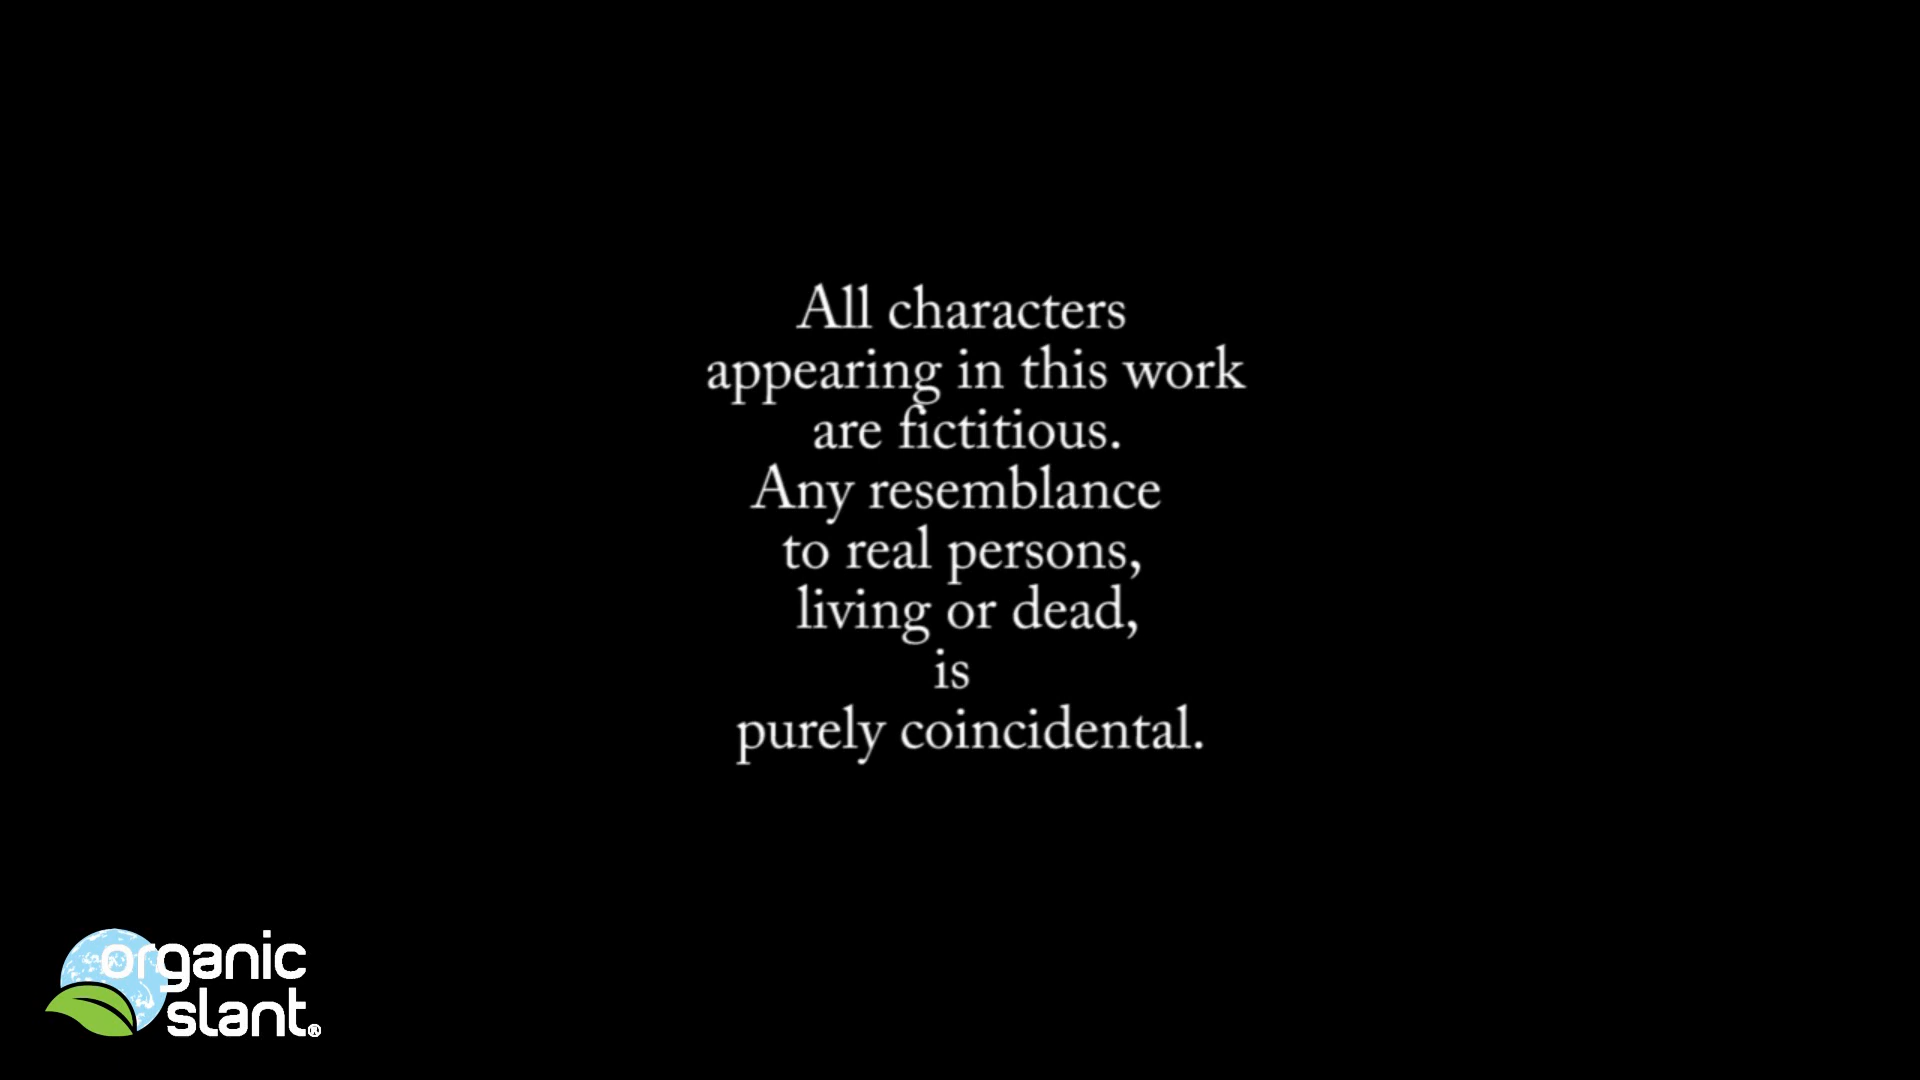 All characters
appearing in this work
are fictitious.
Any resemblance
to real persons,
living or dead,
is
purely coincidental.
organic
slant.®